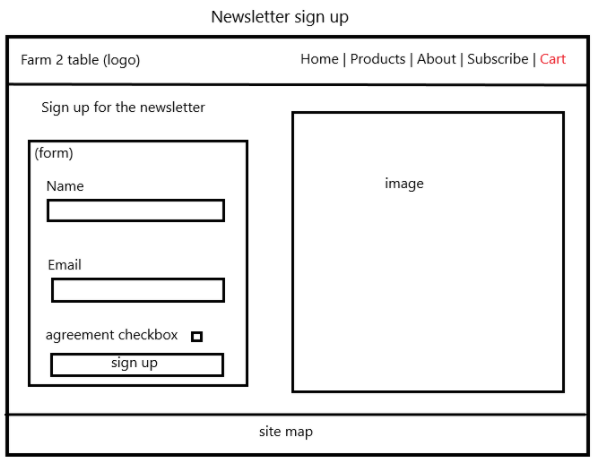 Newsletter sign up
Farm 2 table (logo)
Home | Products | About | Subscribe | Cart
Sign up for the newsletter
(form)
Name
Email
agreement checkbox
sign up
image
site map